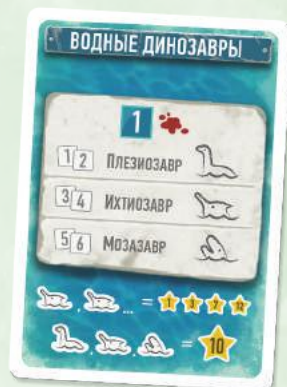 ВОДНЫЕ ДИНОЗАВРЫ
1
1 2 ПЛЕЗИОЗАВР
3 4 ИХТИОЗАВР
5 6 МОЗАЗАВР
, ... = 1 3 7 12
, , = 10